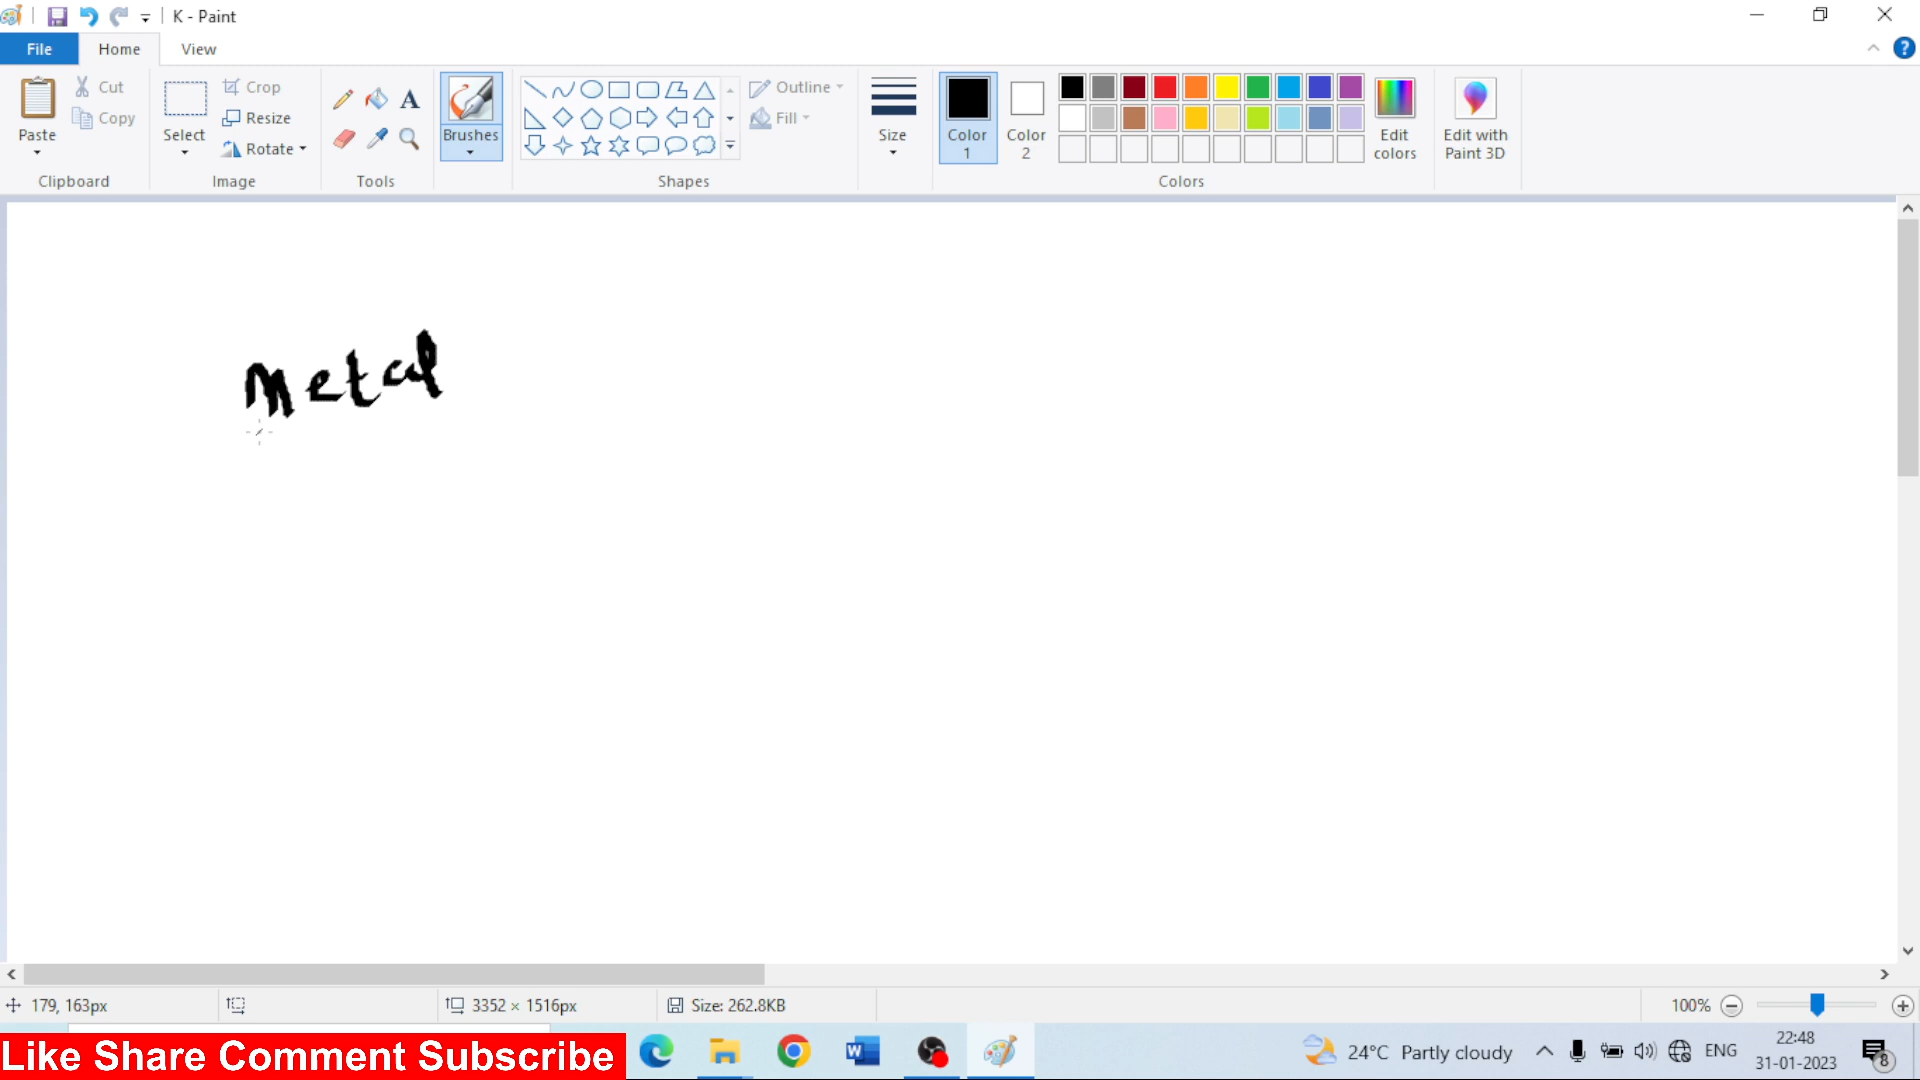 K - Paint
File Home View
Paste
Cut
Copy
Clipboard
Select
Crop
Resize
Rotate
Image
A
Tools
Brushes
Shapes
Outline
Fill
Size
Color 1
Color 2
Colors
Edit colors
Edit with Paint 3D
Metal
179, 163px
3352 × 1516px
Size: 262.8KB
100%
Like Share Comment Subscribe
24°C Partly cloudy
ENG
22:48
31-01-2023
8